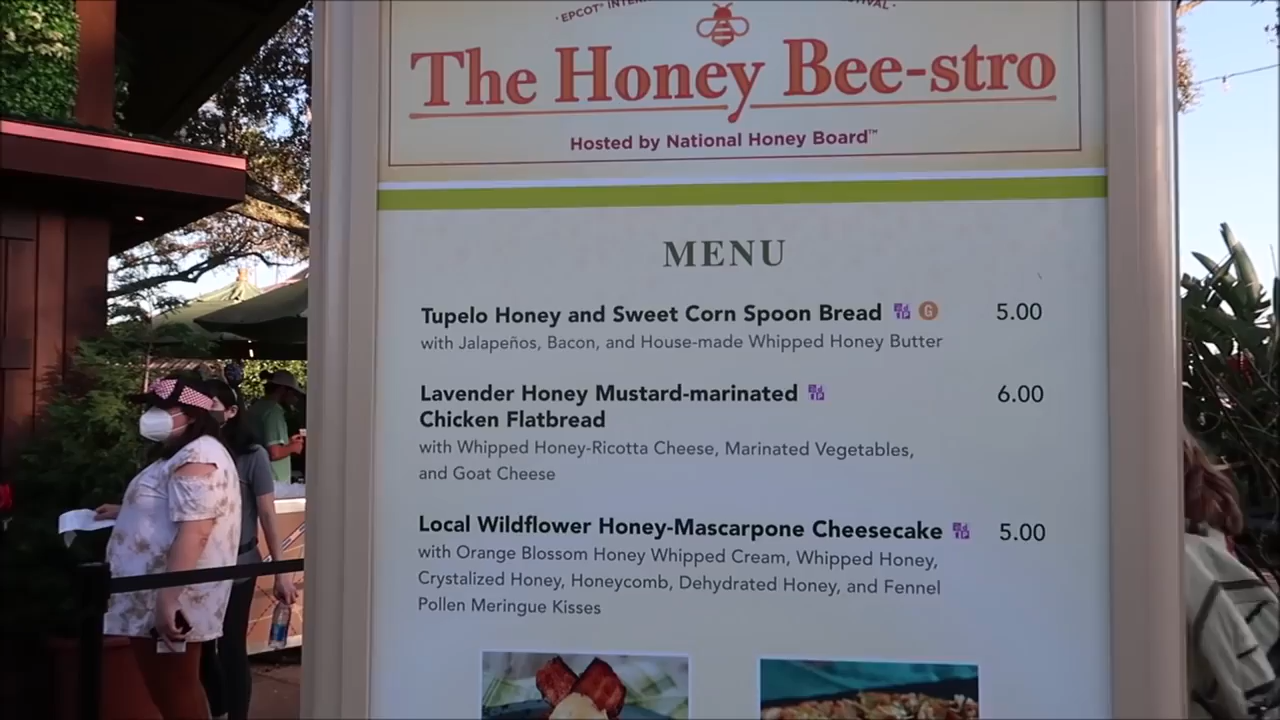 · EPCOT®
The Honey Bee-stro
Hosted by National Honey Board™
MENU
Tupelo Honey and Sweet Corn Spoon Bread G 5.00
with Jalapeños, Bacon, and House-made Whipped Honey Butter
Lavender Honey Mustard-marinated 6.00
Chicken Flatbread
with Whipped Honey-Ricotta Cheese, Marinated Vegetables,
and Goat Cheese
Local Wildflower Honey-Mascarpone Cheesecake 5.00
with Orange Blossom Honey Whipped Cream, Whipped Honey,
Crystalized Honey, Honeycomb, Dehydrated Honey, and Fennel
Pollen Meringue Kisses